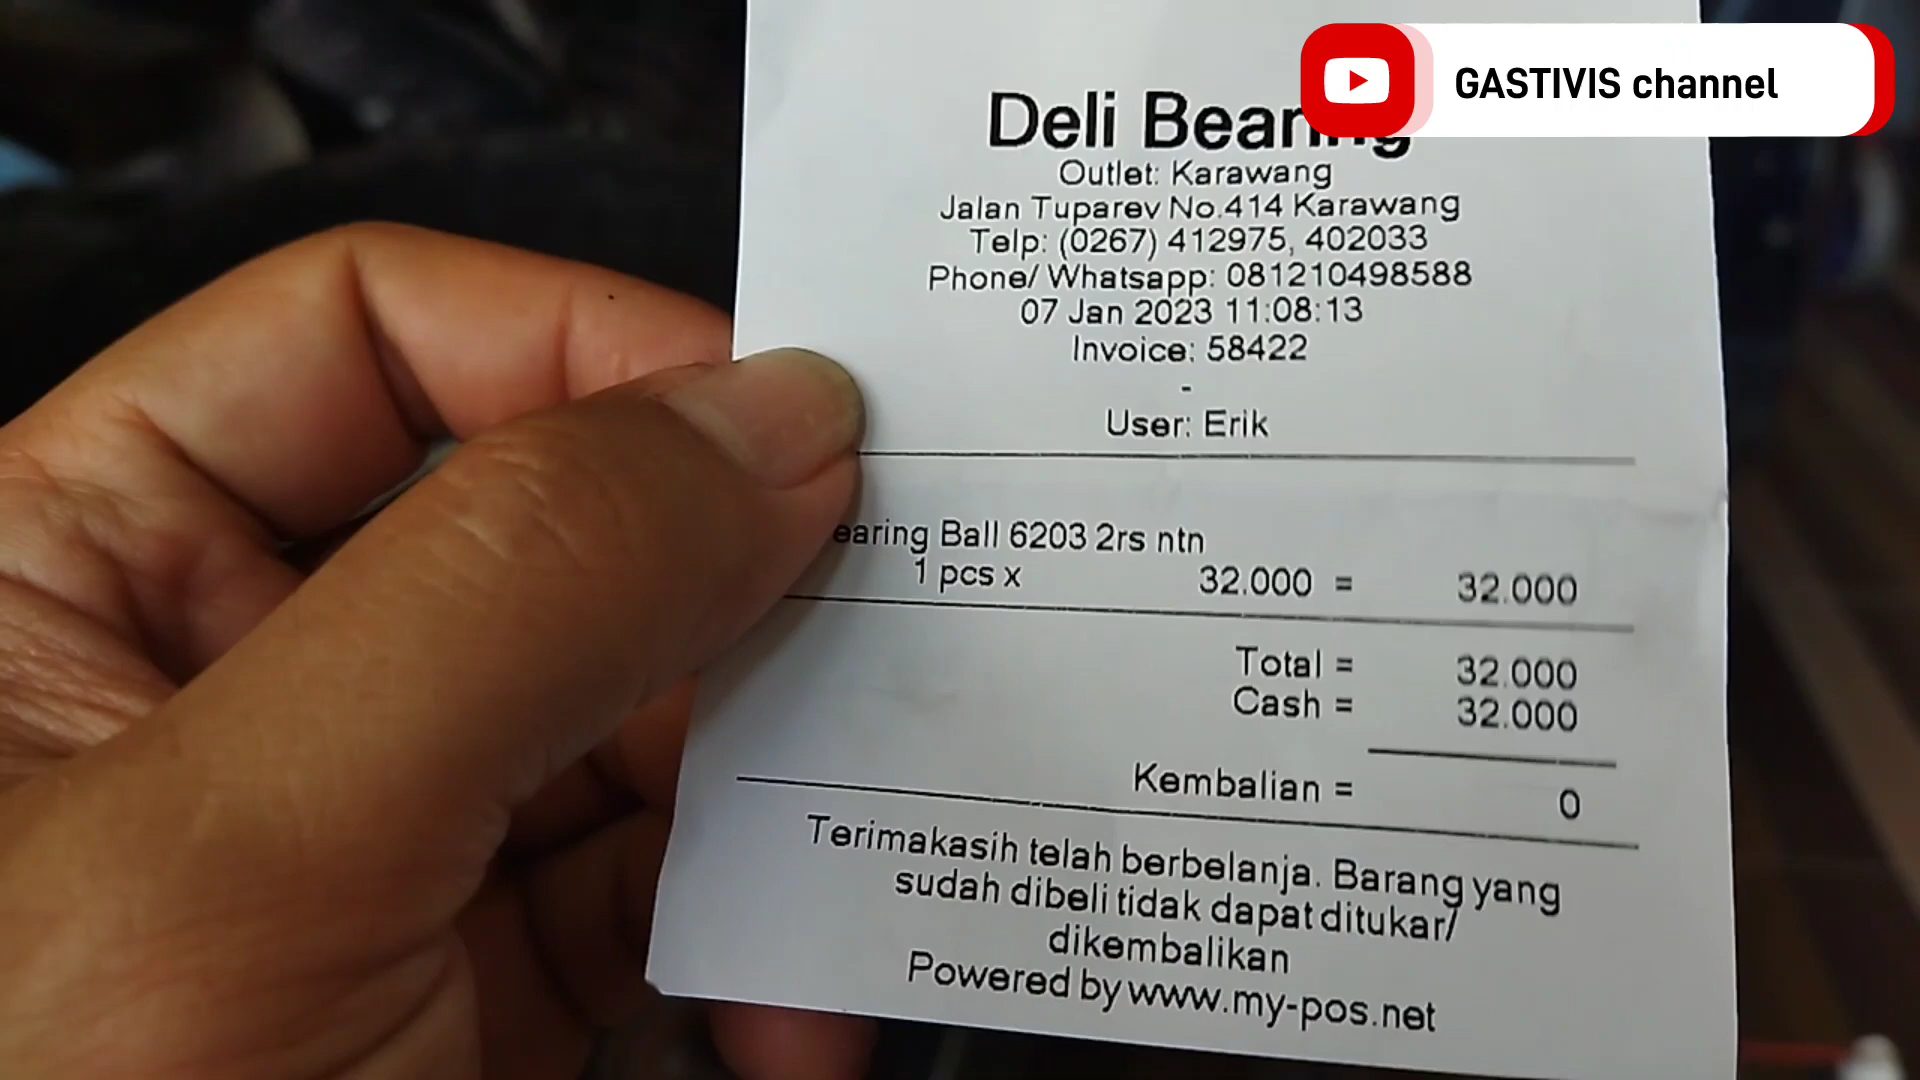 GASTIVIS channel
Deli Bearing
Outlet: Karawang
Jalan Tuparev No.414 Karawang
Telp: (0267) 412975, 402033
Phone/ Whatsapp: 081210498588
07 Jan 2023 11:08:13
Invoice: 58422
-
User: Erik
earing Ball 6203 2rs ntn
1 pcs x 32.000 = 32.000
Total = 32.000
Cash = 32.000
Kembalian = 0
Terimakasih telah berbelanja. Barang yang
sudah dibeli tidak dapat ditukar/
dikembalikan
Powered by www.my-pos.net